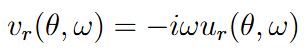 v_r(θ, ω) = −iωu_r(θ, ω)